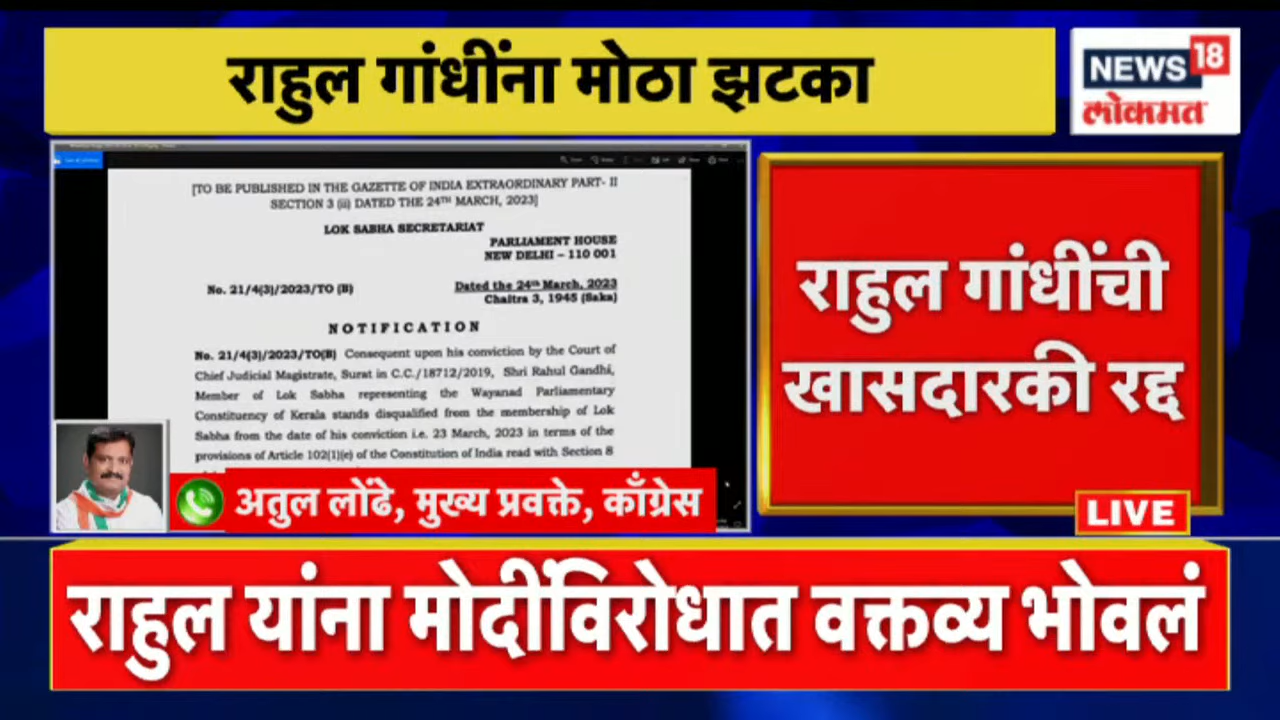 राहुल गांधींना मोठा झटका
NEWS 18
लोकमत
[TO BE PUBLISHED IN THE GAZETTE OF INDIA EXTRAORDINARY PART- II
SECTION 3 (ii) DATED THE 24TH MARCH, 2023]
LOK SABHA SECRETARIAT
PARLIAMENT HOUSE
NEW DELHI – 110 001
No. 21/4(3)/2023/TO (B)
Dated the 24th March, 2023
Chaitra 3, 1945 (Saka)
NOTIFICATION
No. 21/4(3)/2023/TO(B) Consequent upon his conviction by the Court of
Chief Judicial Magistrate, Surat in C.C./18712/2019, Shri Rahul Gandhi,
Member of Lok Sabha representing the Wayanad Parliamentary
Constituency of Kerala stands disqualified from the membership of Lok
Sabha from the date of his conviction i.e. 23 March, 2023 in terms of the
provisions of Article 102(1)(e) of the Constitution of India read with Section 8
राहुल गांधींची
खासदारकी रद्द
अतुल लोंढे, मुख्य प्रवक्ते, काँग्रेस
LIVE
राहुल यांना मोदींविरोधात वक्तव्य भोवलं